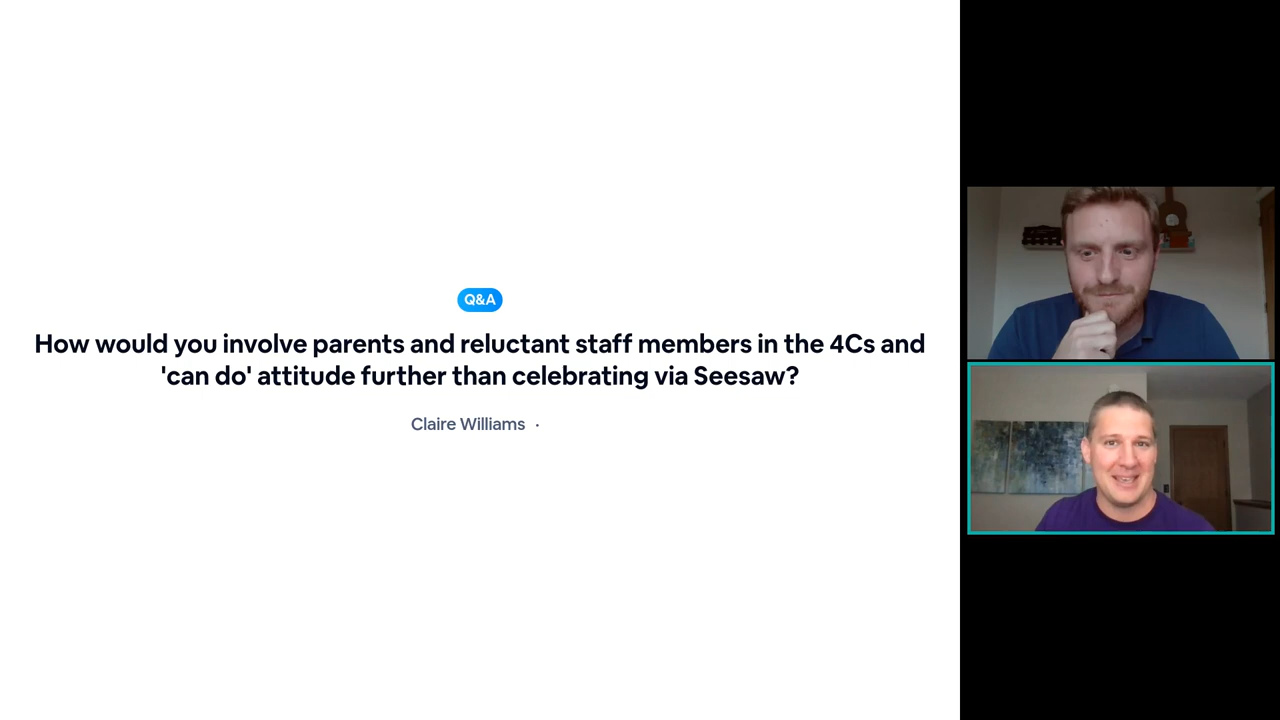 Q&A
How would you involve parents and reluctant staff members in the 4Cs and
'can do' attitude further than celebrating via Seesaw?
Claire Williams ·